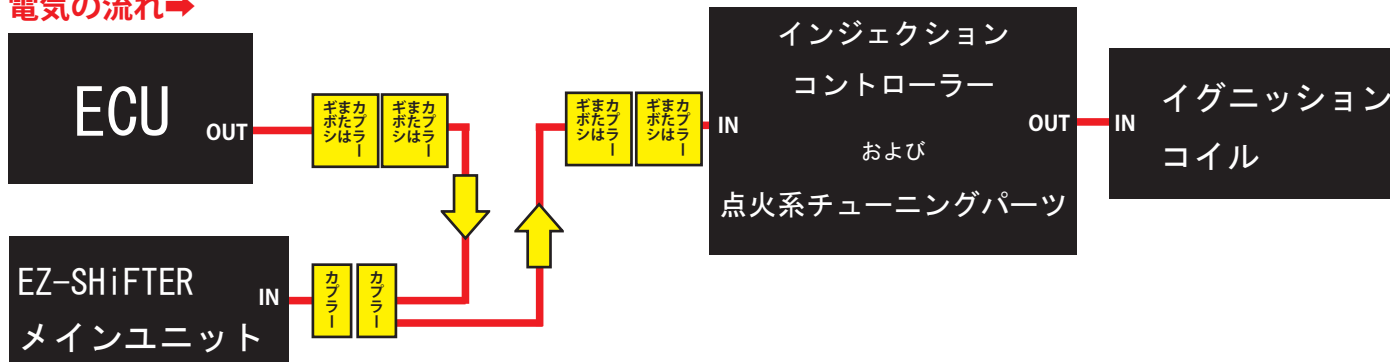 電気の流れ➡
ECU
OUT
カプラー
または
ギボシ
カプラー
または
ギボシ
カプラー
または
ギボシ
カプラー
または
ギボシ
IN
インジェクション
コントローラー
および
点火系チューニングパーツ
OUT
IN
イグニッション
コイル
EZ-SHiFTER
メインユニット
IN
カプラー
カプラー